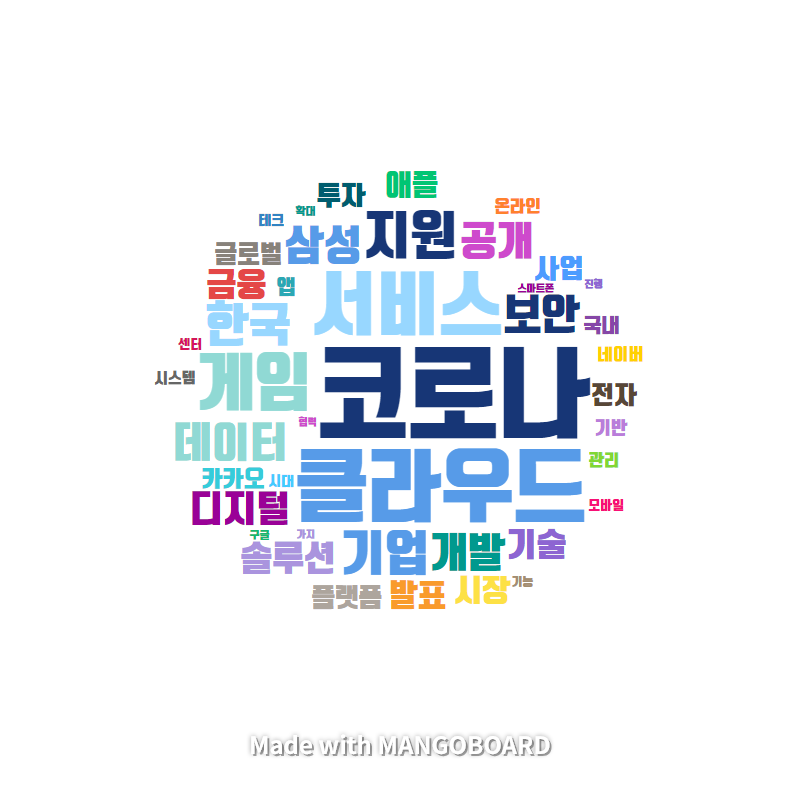 애플
투자
온라인
확대
테크
지원
공개
삼성
글로벌
사업
금융
앱
스마트폰
진행
서비스
보안
한국
국내
센터
네이버
코로나
게임
시스템
전자
협력
기반
데이터
클라우드
관리
카카오
시대
디지털
모바일
구글
가지
기업
개발
기술
솔루션
플랫폼
발표
시장
기능
Made with MANGOBOARD